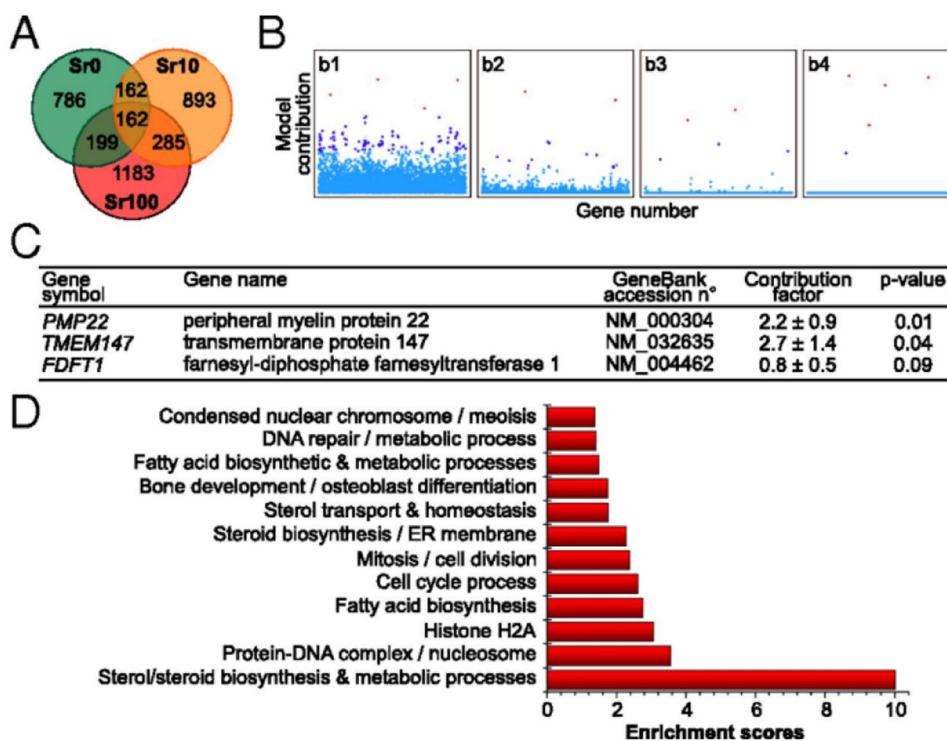 A
Sr0
Sr10
786
162
893
162
199
285
1183
Sr100
B
Model contribution
b1
b2
b3
b4
Gene number
C
Gene symbol
Gene name
GeneBank accession n°
Contribution factor
p-value
PMP22 peripheral myelin protein 22 NM_000304 2.2 ± 0.9 0.01
TMEM147 transmembrane protein 147 NM_032635 2.7 ± 1.4 0.04
FDFT1 farnesyl-diphosphate farnesyltransferase 1 NM_004462 0.8 ± 0.5 0.09
D
Condensed nuclear chromosome / meoisis
DNA repair / metabolic process
Fatty acid biosynthetic & metabolic processes
Bone development / osteoblast differentiation
Sterol transport & homeostasis
Steroid biosynthesis / ER membrane
Mitosis / cell division
Cell cycle process
Fatty acid biosynthesis
Histone H2A
Protein-DNA complex / nucleosome
Sterol/steroid biosynthesis & metabolic processes
0 2 4 6 8 10
Enrichment scores